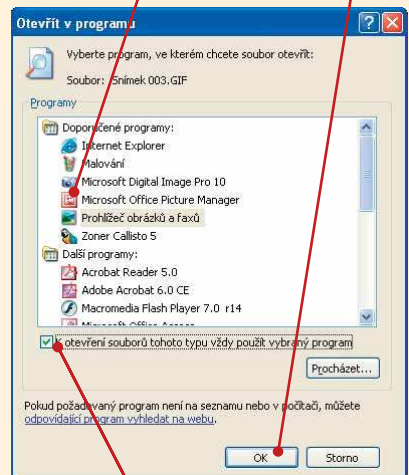 Otevřít v programu
Vyberte program, ve kterém chcete soubor otevřít:
Soubor: Snímek 003.GIF
Programy
Doporučené programy:
Internet Explorer
Malování
Microsoft Digital Image Pro 10
Microsoft Office Picture Manager
Prohlížeč obrázků a faxů
Zoner Callisto 5
Další programy:
Acrobat Reader 5.0
Adobe Acrobat 6.0 CE
Macromedia Flash Player 7.0 r14
Microsoft Office Access
K otevření souborů tohoto typu vždy použít vybraný program
Procházet...
Pokud požadovaný program není na seznamu nebo v počítači, můžete
odpovídající program vyhledat na webu.
OK
Storno